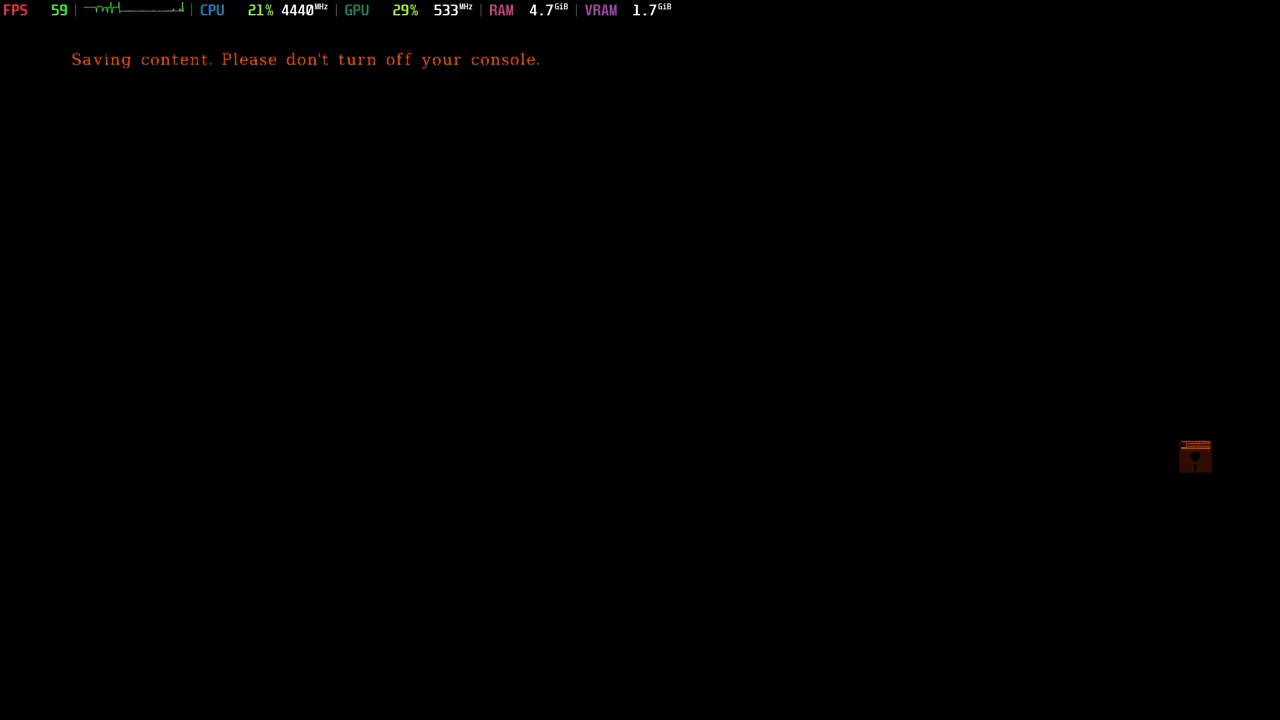 FPS 59 | CPU 21% 4440MHz | GPU 29% 533MHz | RAM 4.7GiB | VRAM 1.7GiB
Saving content. Please don't turn off your console.